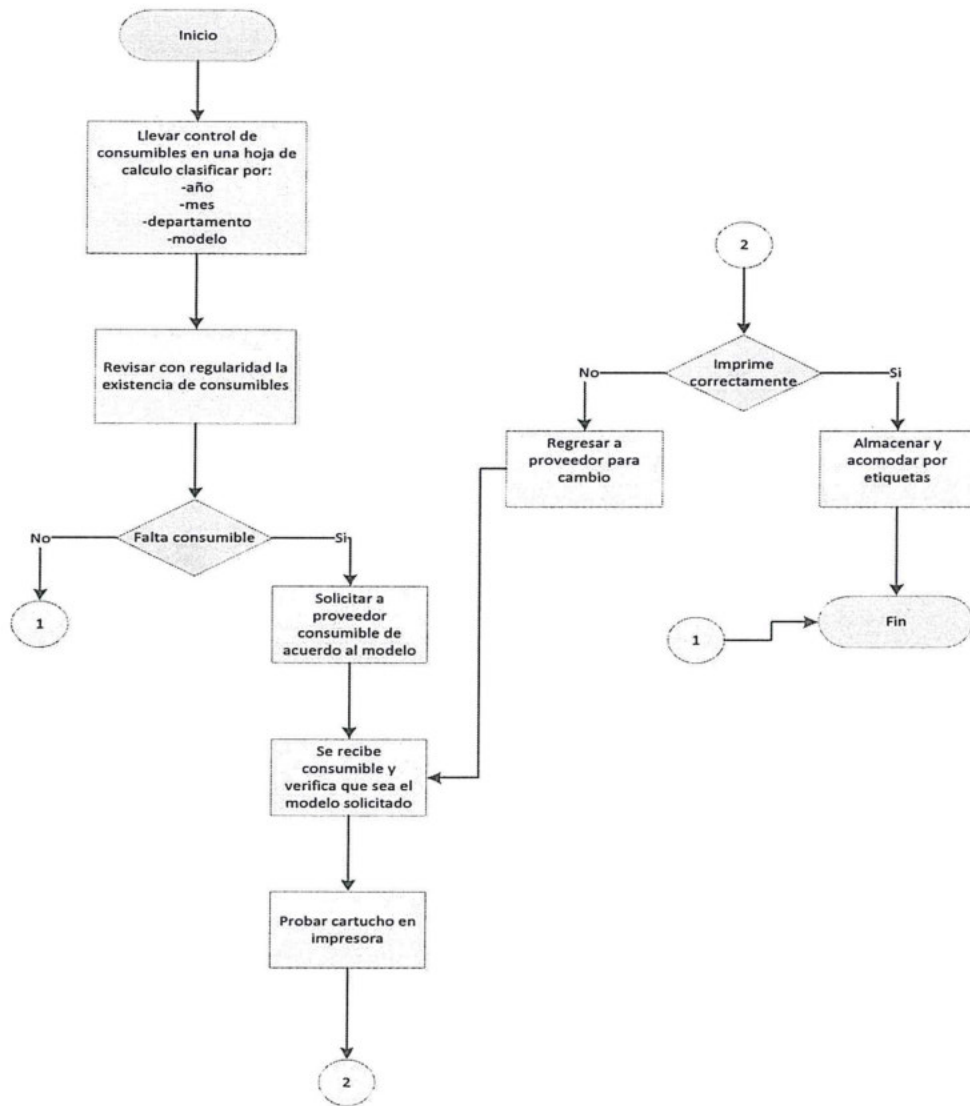 Inicio
Llevar control de
consumibles en una hoja
de calculo clasificar por:
-año
-mes
-departamento
-modelo
Revisar con regularidad la
existencia de consumibles
Falta consumible
No
Si
1
Solicitar a
proveedor
consumible de
acuerdo al modelo
Se recibe
consumible y
verifica que sea el
modelo solicitado
Probar cartucho en
impresora
2
2
Imprime
correctamente
No
Si
Regresar a
proveedor para
cambio
Almacenar y
acomodar por
etiquetas
1
Fin